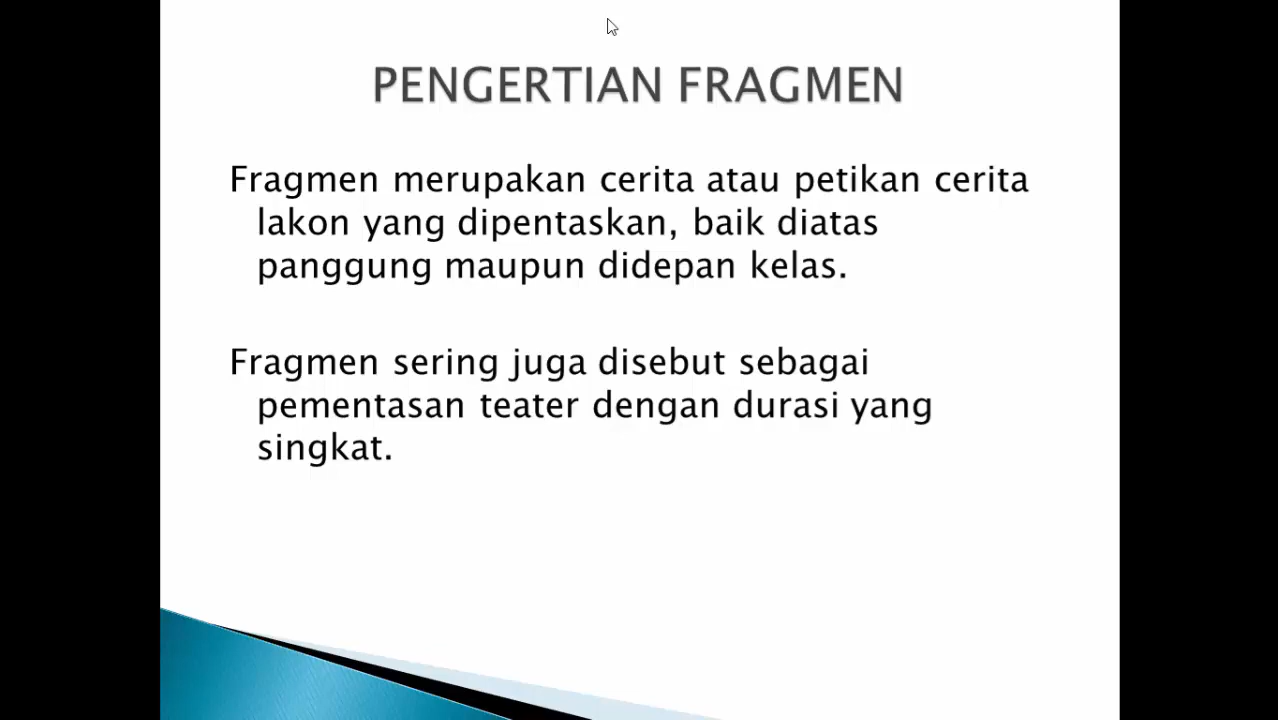 PENGERTIAN FRAGMEN
Fragmen merupakan cerita atau petikan cerita
lakon yang dipentaskan, baik diatas
panggung maupun didepan kelas.
Fragmen sering juga disebut sebagai
pementasan teater dengan durasi yang
singkat.